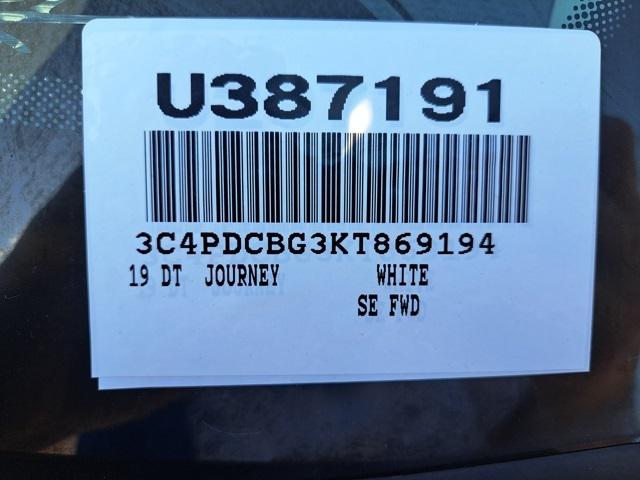 U387191
3C4PDCBG3KT869194
19 DT JOURNEY WHITE
SE FWD